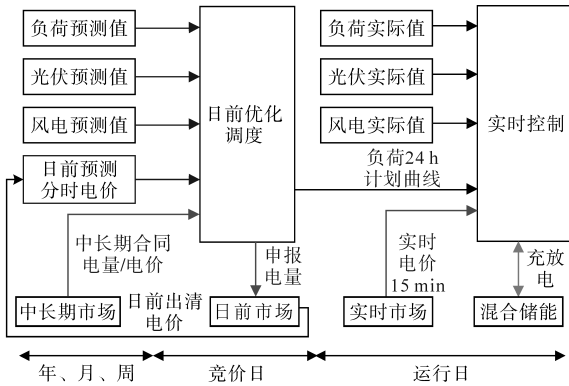 负荷预测值
光伏预测值
风电预测值
日前预测
分时电价
日前优化
调度
中长期合同
电量/电价
申报
电量
中长期市场
日前出清
电价
日前市场
负荷实际值
光伏实际值
风电实际值
实时控制
负荷24 h
计划曲线
实时
电价
15 min
充放
电
实时市场
混合储能
年、月、周
竞价日
运行日